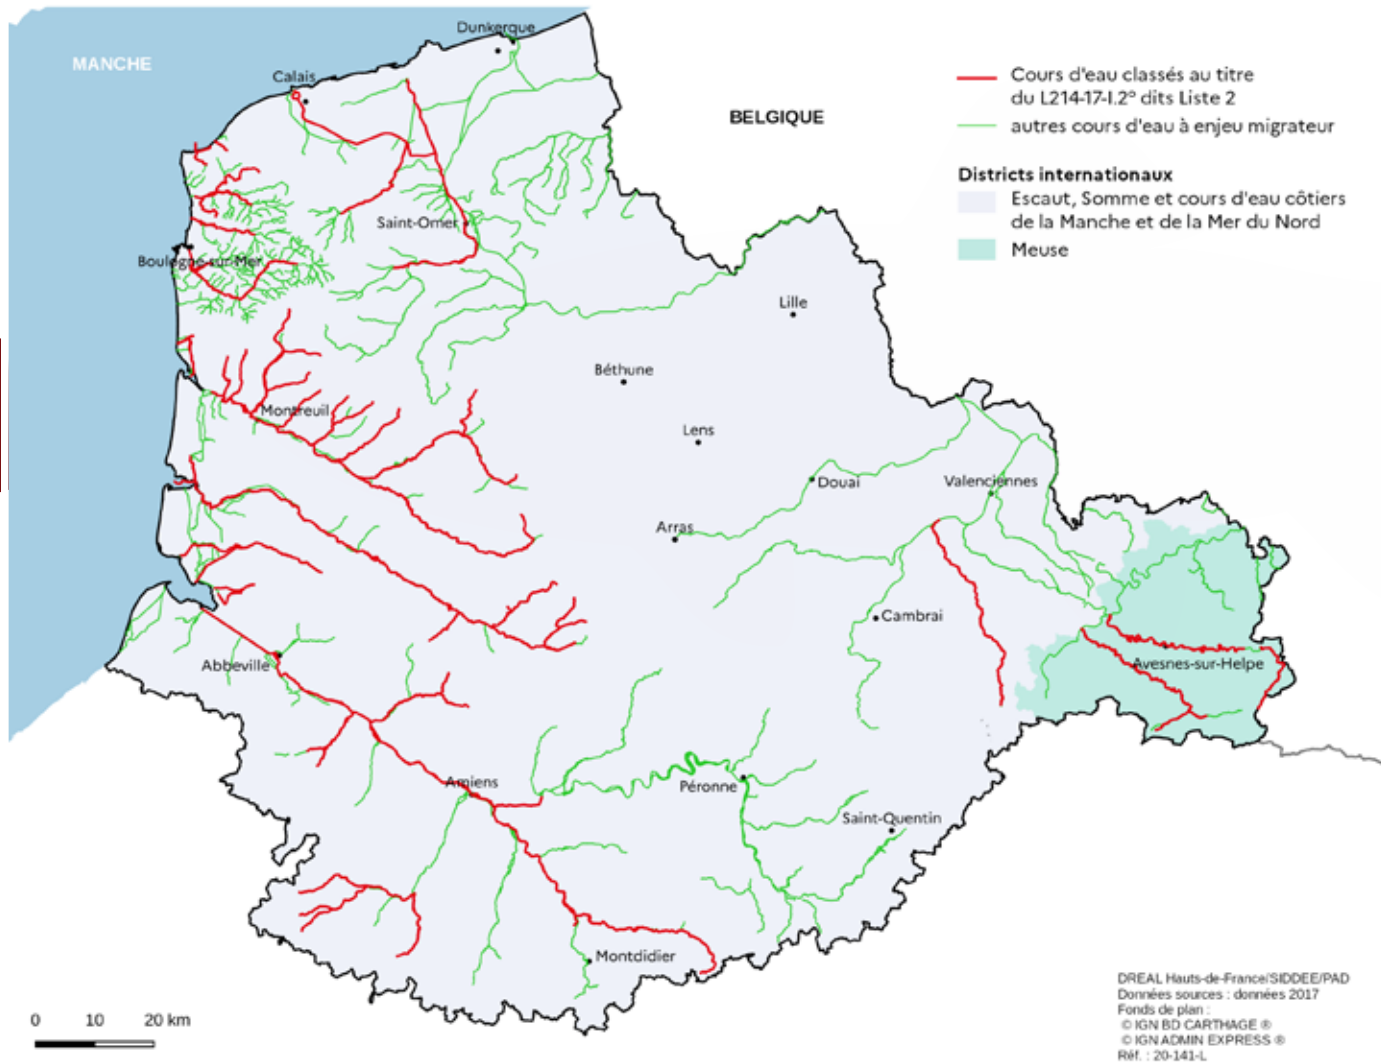 Dunkerque
MANCHE
Calais
BELGIQUE
Cours d'eau classés au titre
du L214-17-I.2° dits Liste 2
autres cours d'eau à enjeu migrateur
Districts internationaux
Escaut, Somme et cours d'eau côtiers
de la Manche et de la Mer du Nord
Meuse
Saint-Omer
Boulogne-sur-Mer
Lille
Béthune
Montreuil
Lens
Douai
Valenciennes
Arras
Cambrai
Abbeville
Avesnes-sur-Helpe
Amiens
Péronne
Saint-Quentin
Montdidier
0 10 20 km
DREAL Hauts-de-France/SIDDEE/PAD
Données sources : données 2017
Fonds de plan :
© IGN BD CARTHAGE ®
© IGN ADMIN EXPRESS ®
Réf. : 20-141-L